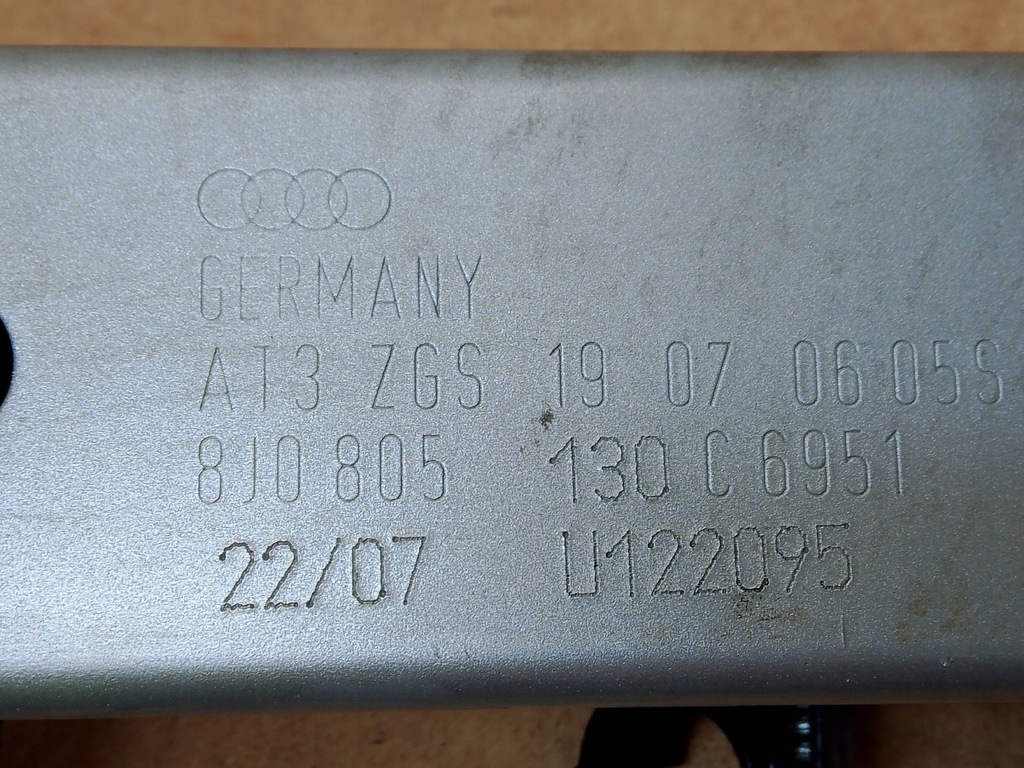 GERMANY
AT3 ZGS 19 07 06 05S
8J0 805 130 C 6951
22/07 U122095